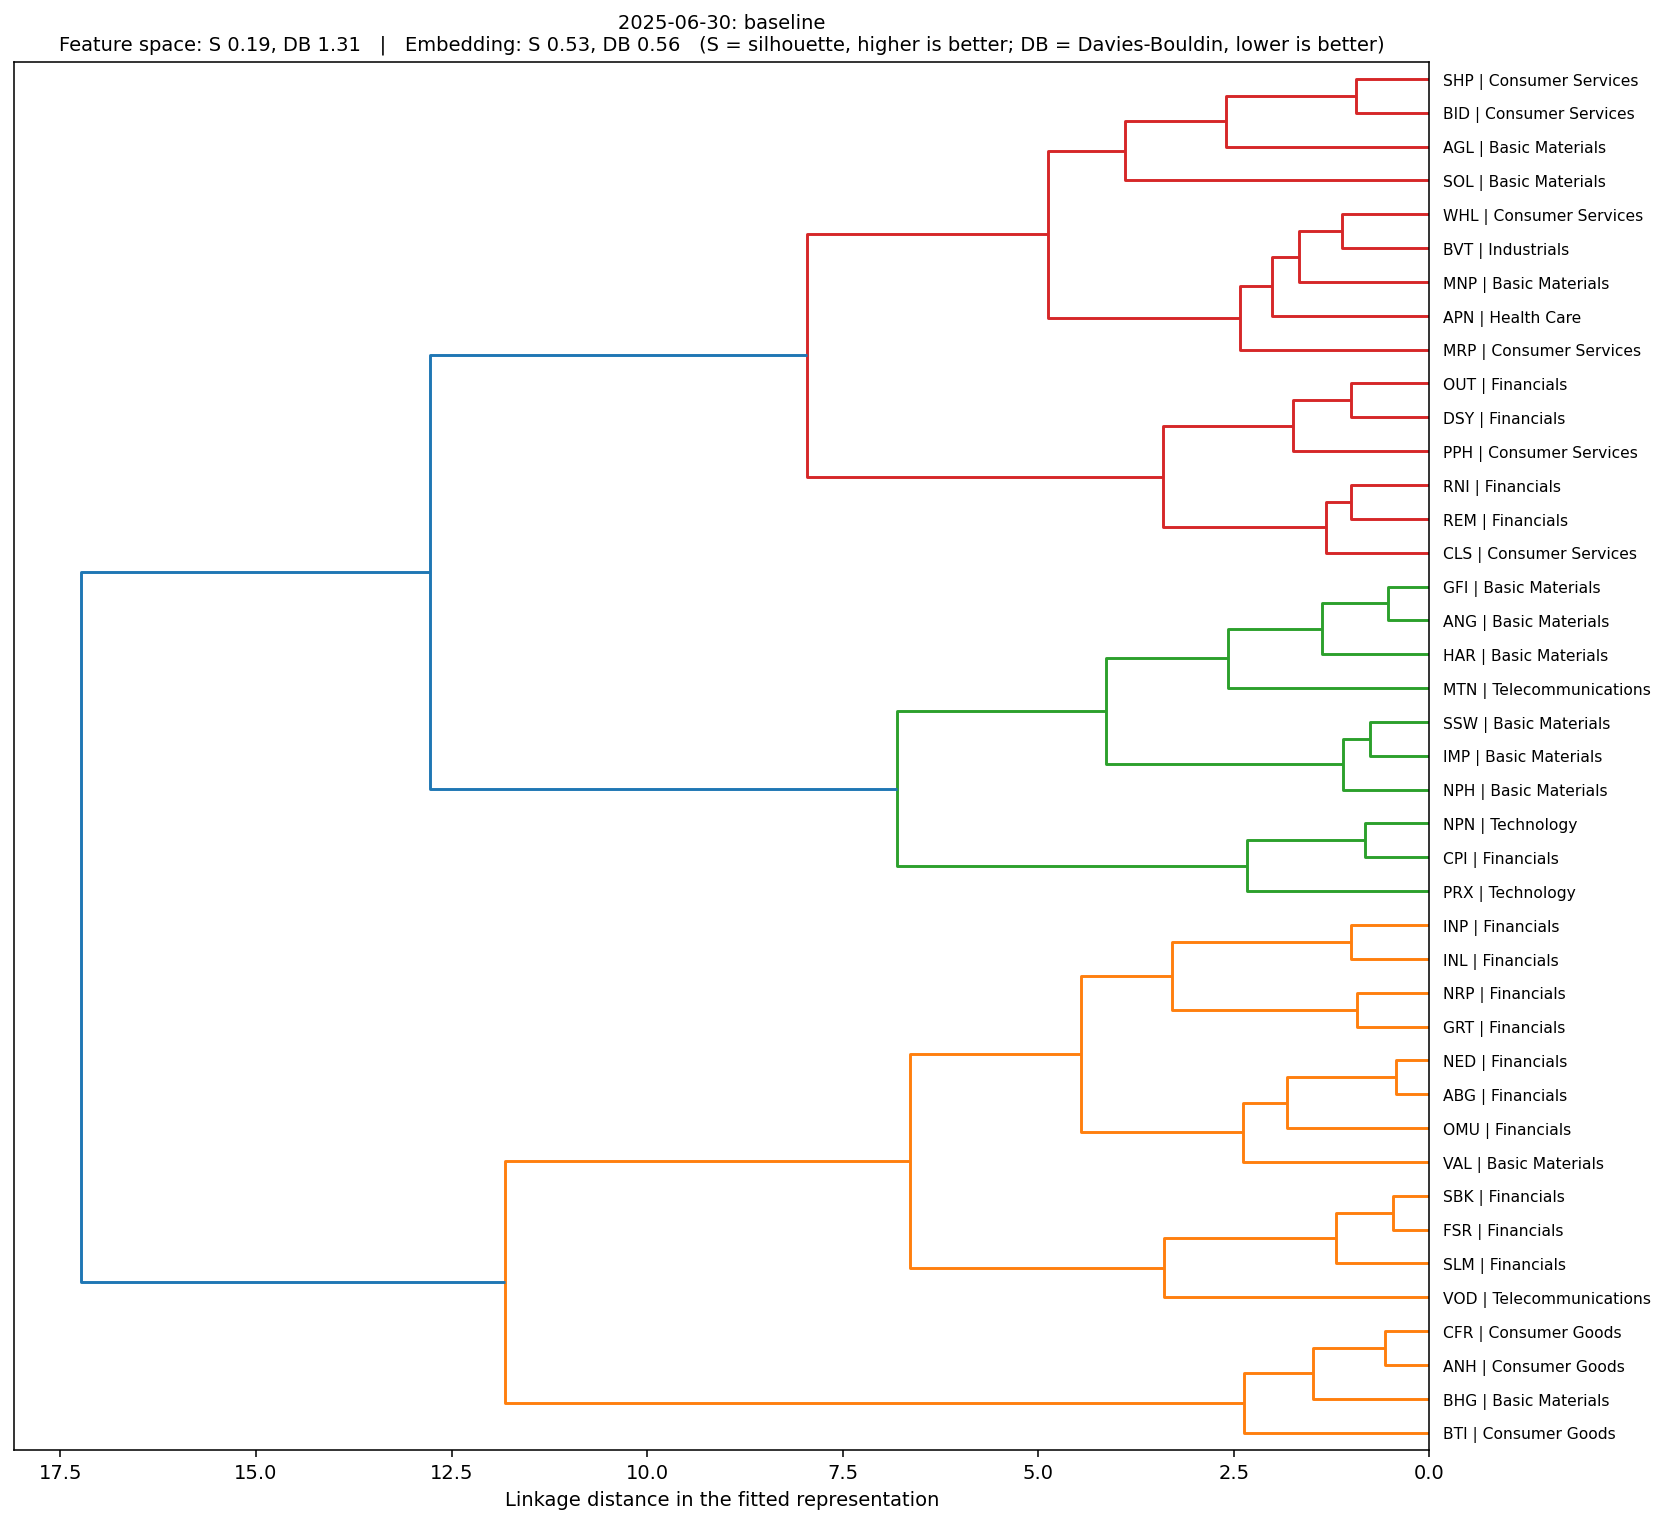 2025-06-30: baseline
Feature space: S 0.19, DB 1.31   |   Embedding: S 0.53, DB 0.56   (S = silhouette, higher is better; DB = Davies-Bouldin, lower is better)
SHP | Consumer Services
BID | Consumer Services
AGL | Basic Materials
SOL | Basic Materials
WHL | Consumer Services
BVT | Industrials
MNP | Basic Materials
APN | Health Care
MRP | Consumer Services
OUT | Financials
DSY | Financials
PPH | Consumer Services
RNI | Financials
REM | Financials
CLS | Consumer Services
GFI | Basic Materials
ANG | Basic Materials
HAR | Basic Materials
MTN | Telecommunications
SSW | Basic Materials
IMP | Basic Materials
NPH | Basic Materials
NPN | Technology
CPI | Financials
PRX | Technology
INP | Financials
INL | Financials
NRP | Financials
GRT | Financials
NED | Financials
ABG | Financials
OMU | Financials
VAL | Basic Materials
SBK | Financials
FSR | Financials
SLM | Financials
VOD | Telecommunications
CFR | Consumer Goods
ANH | Consumer Goods
BHG | Basic Materials
BTI | Consumer Goods
17.5 15.0 12.5 10.0 7.5 5.0 2.5 0.0
Linkage distance in the fitted representation